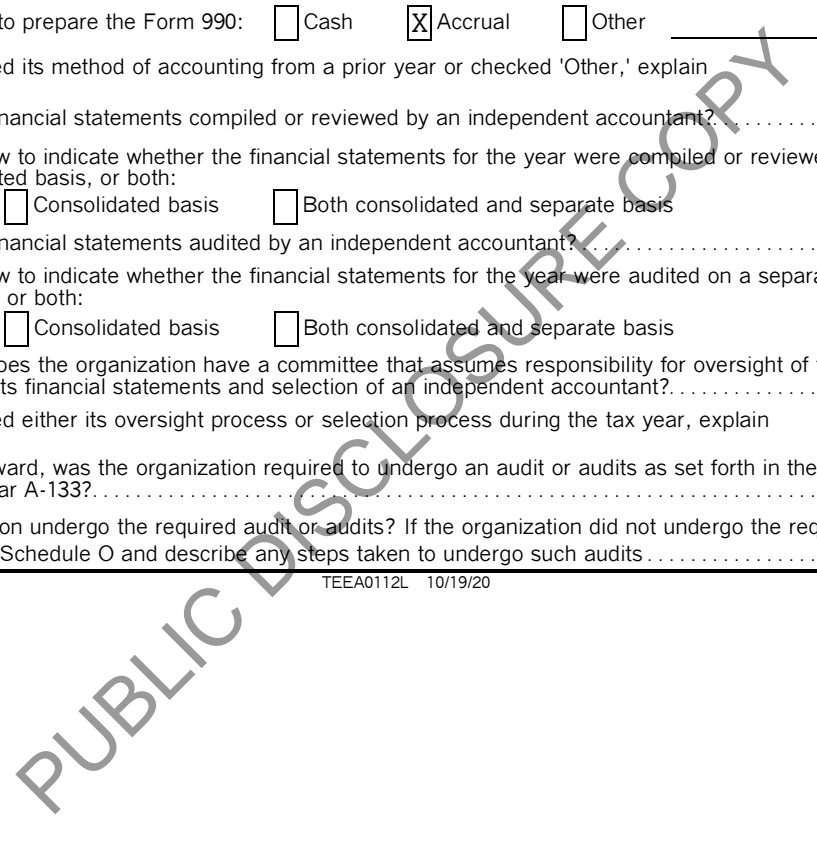 to prepare the Form 990: Cash X Accrual Other
ed its method of accounting from a prior year or checked 'Other,' explain
nancial statements compiled or reviewed by an independent accountant?. . . . . . . . . .
w to indicate whether the financial statements for the year were compiled or reviewe
ted basis, or both:
Consolidated basis Both consolidated and separate basis
nancial statements audited by an independent accountant?. . . . . . . . . . . . . . . . . . . . . .
w to indicate whether the financial statements for the year were audited on a separa
or both:
Consolidated basis Both consolidated and separate basis
oes the organization have a committee that assumes responsibility for oversight of
ts financial statements and selection of an independent accountant?. . . . . . . . . . . . . .
ed either its oversight process or selection process during the tax year, explain
ward, was the organization required to undergo an audit or audits as set forth in the
ar A-133?. . . . . . . . . . . . . . . . . . . . . . . . . . . . . . . . . . . . . . . . . . . . . . . . . . . . . . . . . . . . . . . . . . .
on undergo the required audit or audits? If the organization did not undergo the req
Schedule O and describe any steps taken to undergo such audits . . . . . . . . . . . . . . . .
TEEA0112L 10/19/20
PUBLIC DISCLOSURE COPY